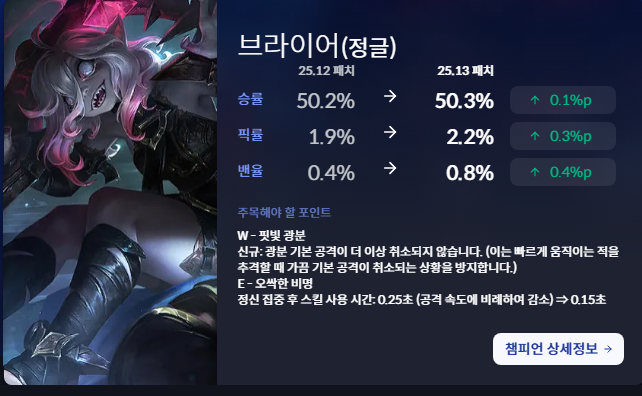 브라이어(정글)
25.12 패치 25.13 패치
승률 50.2% → 50.3% ↑ 0.1%p
픽률 1.9% → 2.2% ↑ 0.3%p
밴율 0.4% → 0.8% ↑ 0.4%p
주목해야 할 포인트
W - 핏빛 광분
신규: 광분 기본 공격이 더 이상 취소되지 않습니다. (이는 빠르게 움직이는 적을
추격할 때 가끔 기본 공격이 취소되는 상황을 방지합니다.)
E - 오싹한 비명
정신 집중 후 스킬 사용 시간: 0.25초 (공격 속도에 비례하여 감소) ⇒ 0.15초
챔피언 상세정보 →